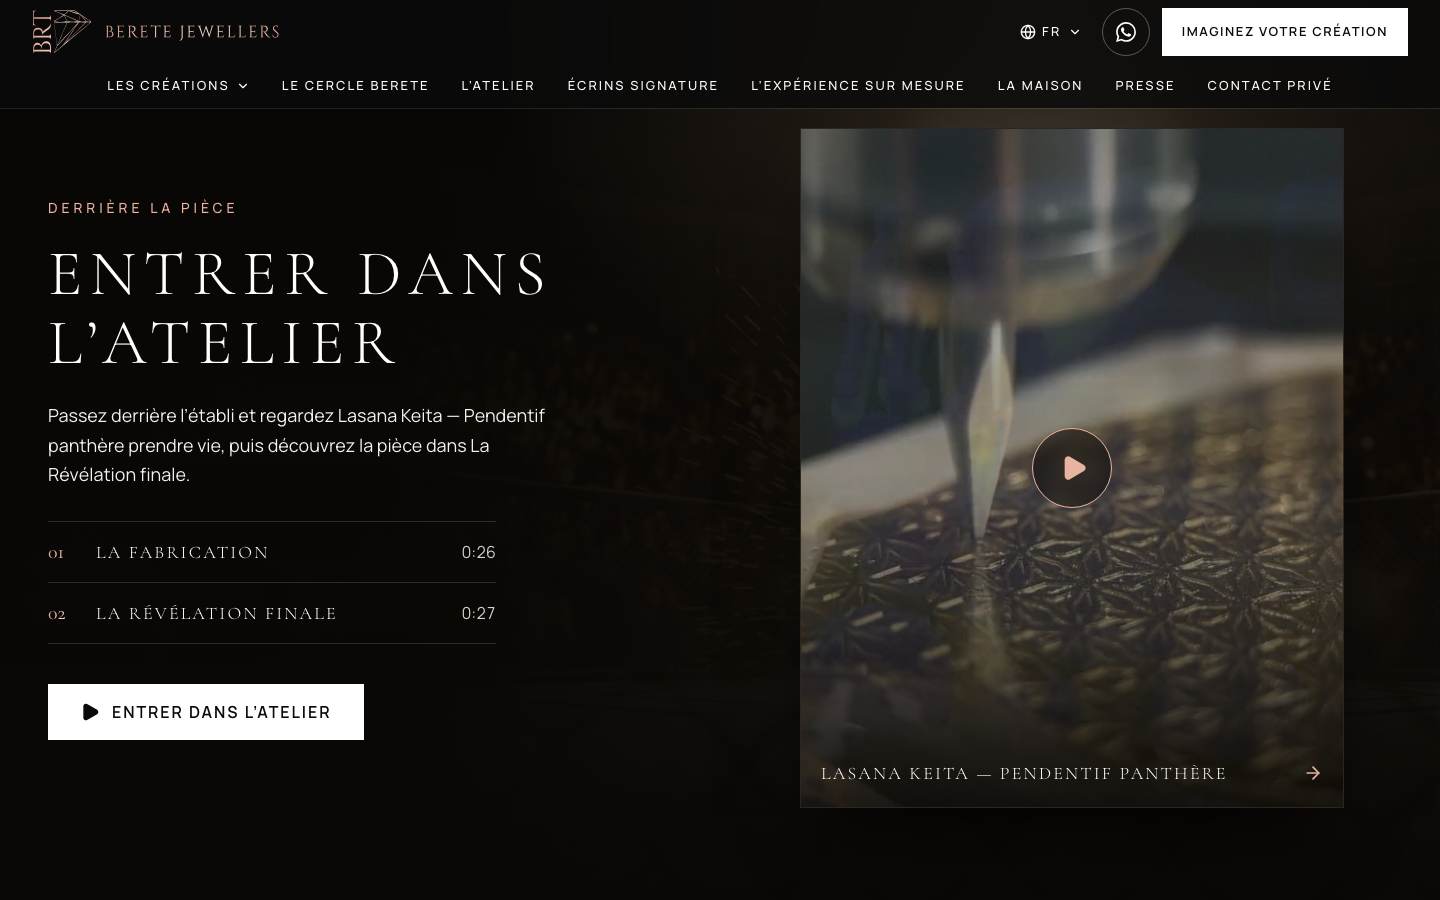 BRT
BERETE JEWELLERS
FR
IMAGINEZ VOTRE CRÉATION
LES CRÉATIONS
LE CERCLE BERETE
L'ATELIER
ÉCRINS SIGNATURE
L'EXPÉRIENCE SUR MESURE
LA MAISON
PRESSE
CONTACT PRIVÉ
DERRIÈRE LA PIÈCE
ENTRER DANS
L’ATELIER
Passez derrière l’établi et regardez Lasana Keita — Pendentif
panthère prendre vie, puis découvrez la pièce dans La
Révélation finale.
01 LA FABRICATION 0:26
02 LA RÉVÉLATION FINALE 0:27
ENTRER DANS L’ATELIER
LASANA KEITA — PENDENTIF PANTHÈRE